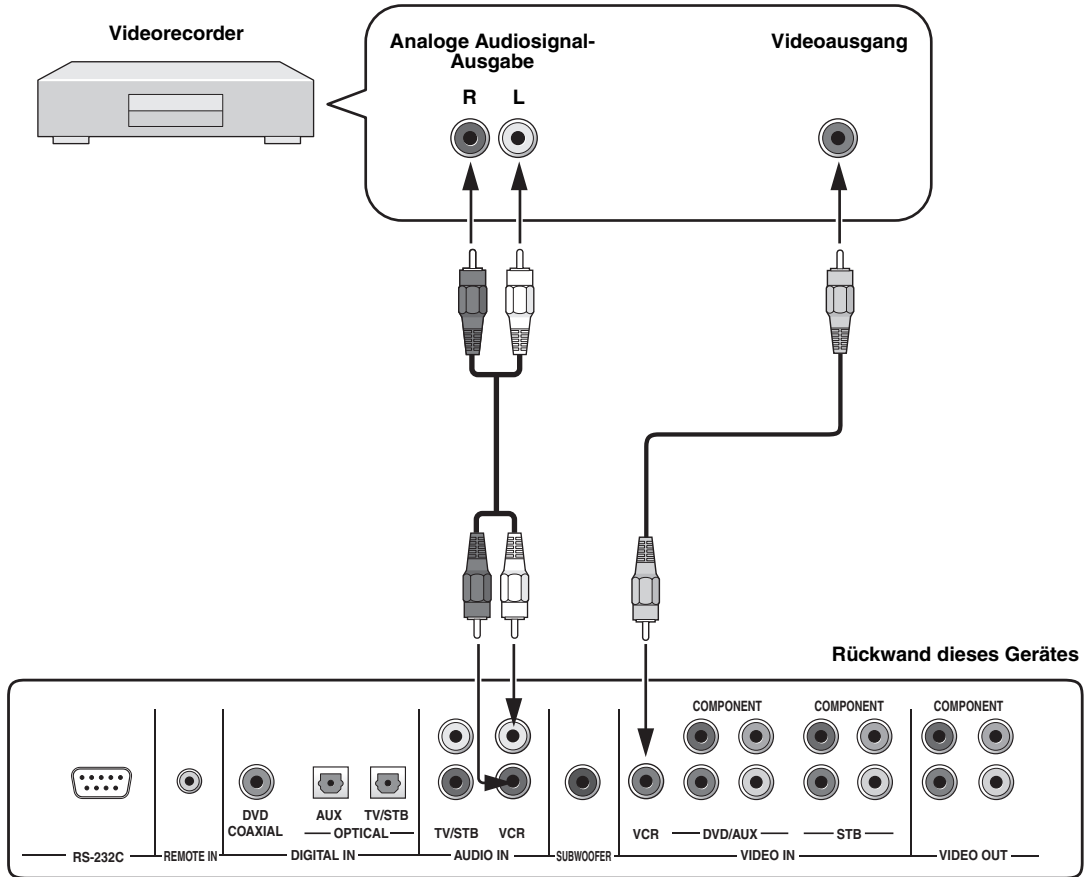 Videorecorder
Analoge Audiosignal-
Ausgabe
Videoausgang
R L
Rückwand dieses Gerätes
COMPONENT COMPONENT COMPONENT
DVD
COAXIAL
AUX TV/STB
OPTICAL
TV/STB VCR
VCR DVD/AUX STB
RS-232C REMOTE IN DIGITAL IN AUDIO IN SUBWOOFER VIDEO IN VIDEO OUT